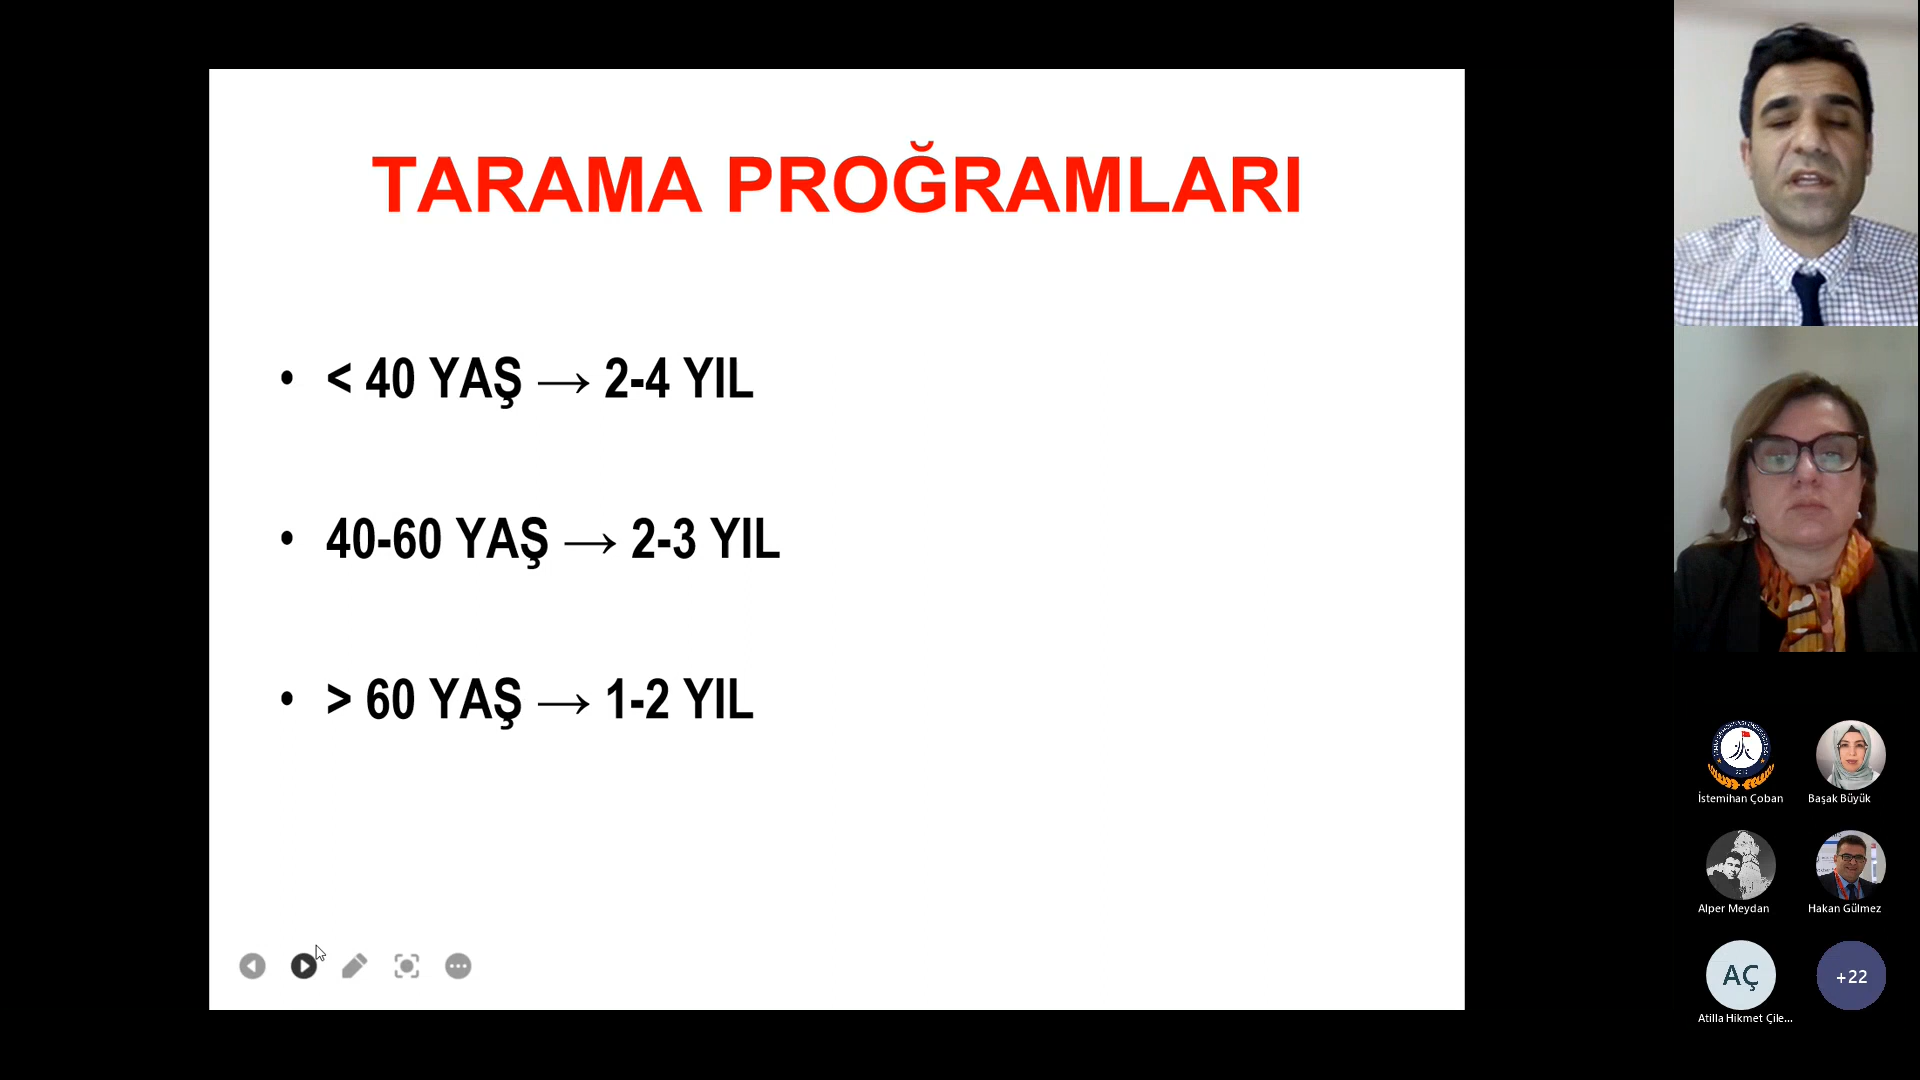 TARAMA PROĞRAMLARI
• < 40 YAŞ → 2-4 YIL
• 40-60 YAŞ → 2-3 YIL
• > 60 YAŞ → 1-2 YIL
İstemihan Çoban
Başak Büyük
Alper Meydan
Hakan Gülmez
AÇ
+22
Atilla Hikmet Çile...